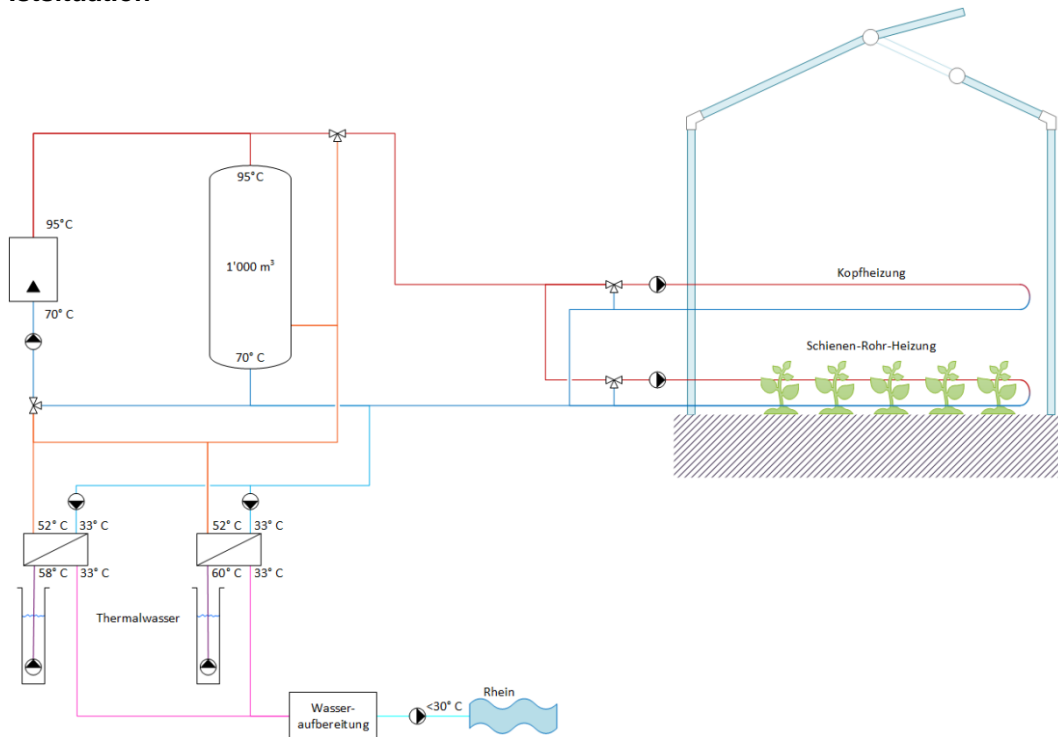 95°C
95°C
1'000 m³
70° C
70° C
Kopfheizung
Schienen-Rohr-Heizung
52° C 33° C
52° C 33° C
58° C 33° C
60° C 33° C
Thermalwasser
Wasser-
aufbereitung
<30° C
Rhein